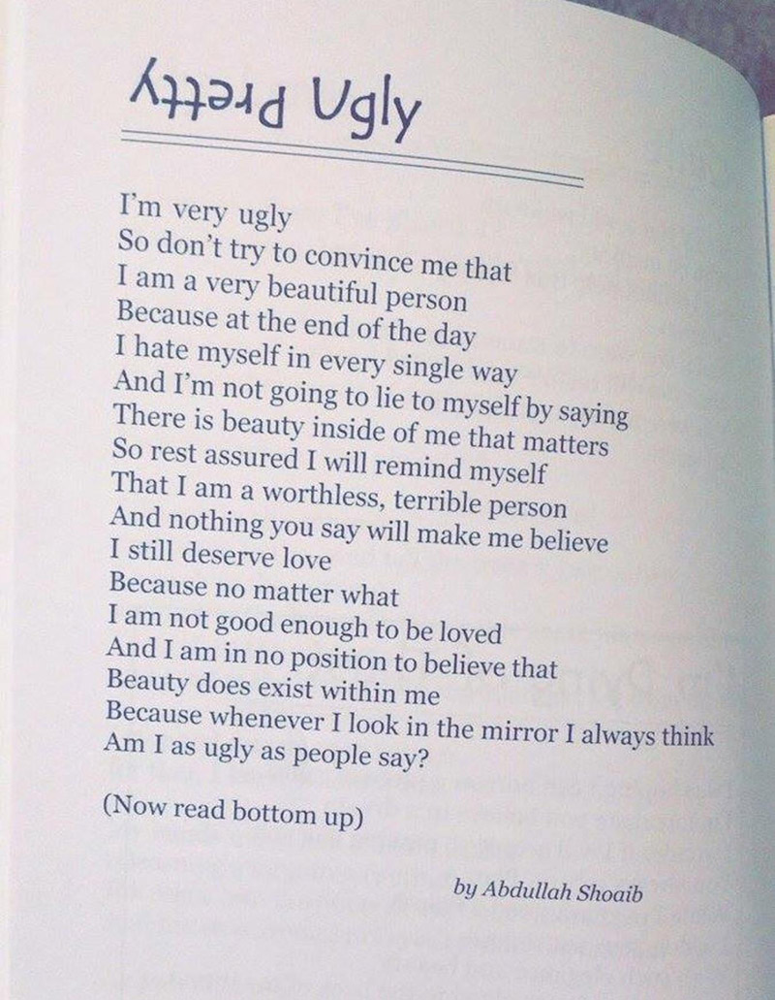 Pretty Ugly
I'm very ugly
So don't try to convince me that
I am a very beautiful person
Because at the end of the day
I hate myself in every single way
And I'm not going to lie to myself by saying
There is beauty inside of me that matters
So rest assured I will remind myself
That I am a worthless, terrible person
And nothing you say will make me believe
I still deserve love
Because no matter what
I am not good enough to be loved
And I am in no position to believe that
Beauty does exist within me
Because whenever I look in the mirror I always think
Am I as ugly as people say?
(Now read bottom up)
by Abdullah Shoaib